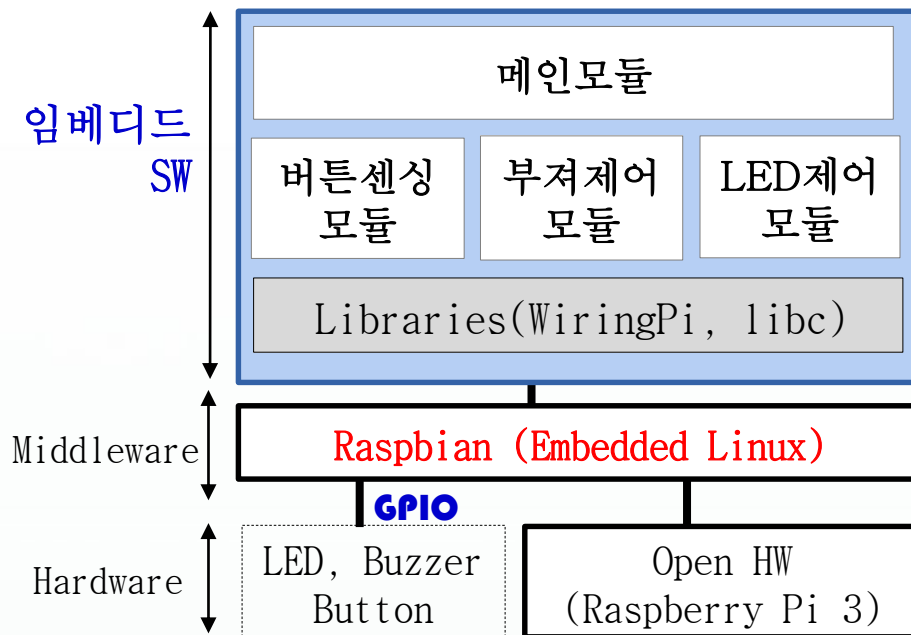 메인모듈
임베디드
SW
버튼센싱
모듈
부져제어
모듈
LED제어
모듈
Libraries(WiringPi, libc)
Middleware
Raspbian (Embedded Linux)
GPIO
Hardware
LED, Buzzer
Button
Open HW
(Raspberry Pi 3)